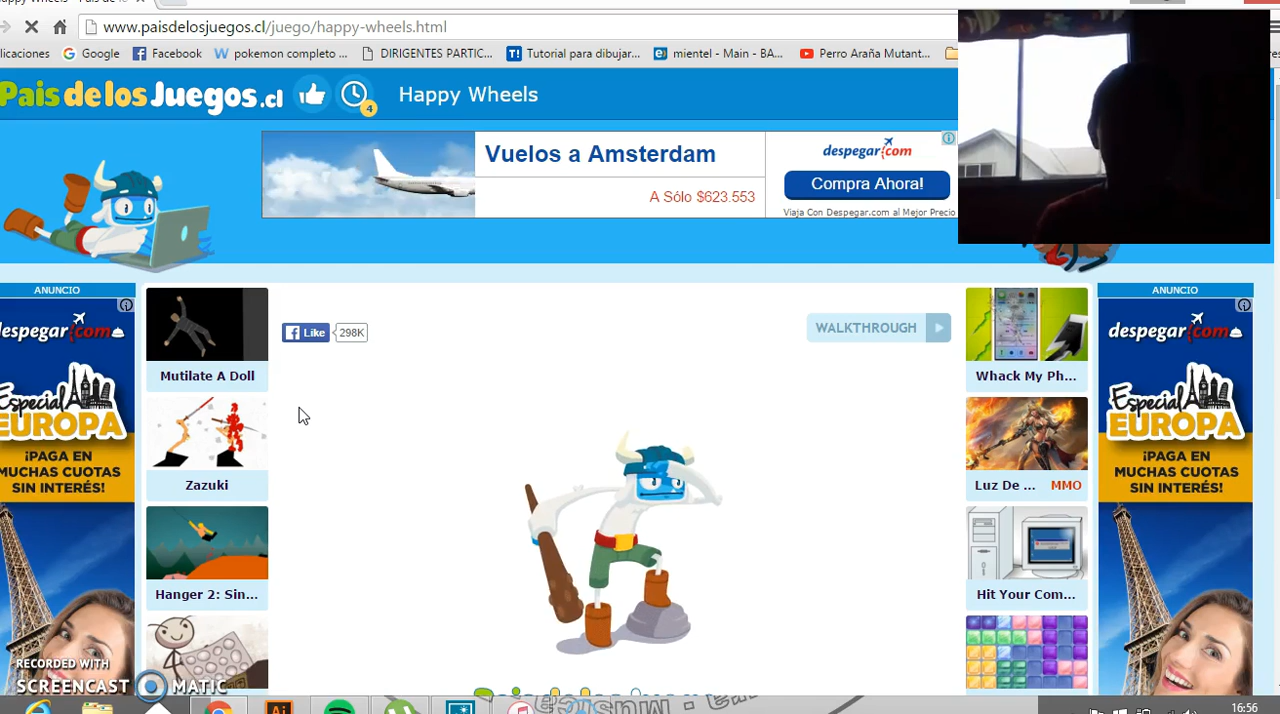 www.paisdelosjuegos.cl/juego/happy-wheels.html
licaciones Google Facebook pokemon completo ... DIRIGENTES PARTIC... Tutorial para dibujar... mientel - Main - BA... Perro Araña Mutant...
PaisdelosJuegos.cl 4 Happy Wheels
Vuelos a Amsterdam
A Sólo $623.553
despegar.com
Compra Ahora!
Viaja Con Despegar.com al Mejor Precio
ANUNCIO
despegar.com
Especial
EUROPA
¡PAGA EN
MUCHAS CUOTAS
SIN INTERÉS!
Mutilate A Doll
Zazuki
Hanger 2: Sin...
Like 298K
WALKTHROUGH
Whack My Ph...
Luz De ... MMO
Hit Your Com...
ANUNCIO
despegar.com
Especial
EUROPA
¡PAGA EN
MUCHAS CUOTAS
SIN INTERÉS!
RECORDED WITH
SCREENCAST MATIC
16:56